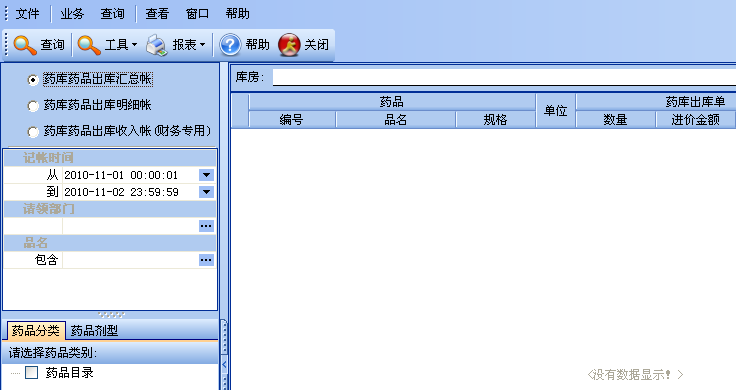 文件 业务 查询 查看 窗口 帮助
查询 工具 报表 帮助 关闭
药库药品出库汇总帐
药库药品出库明细帐
药库药品出库收入帐(财务专用)
记帐时间
从 2010-11-01 00:00:01
到 2010-11-02 23:59:59
请领部门
品名
包含
药品分类 药品剂型
请选择药品类别:
药品目录
库房:
药品 单位 药库出库单
编号 品名 规格 数量 进价金额
<没有数据显示! >